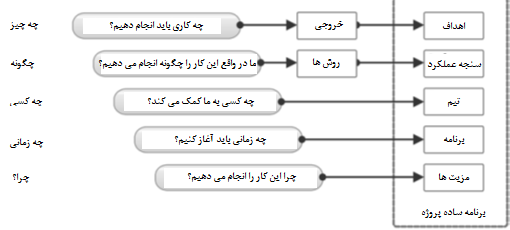 چه چیز چه کاری باید انجام دهیم؟ خروجی اهداف
چگونه ما در واقع این کار را چگونه انجام می دهیم؟ روش ها سنجه عملکرد
چه کسی چه کسی به ما کمک می کند؟ تیم
چه زمانی چه زمانی باید آغاز کنیم؟ برنامه
چرا؟ چرا این کار را انجام می دهیم؟ مزیت ها
برنامه ساده پروژه